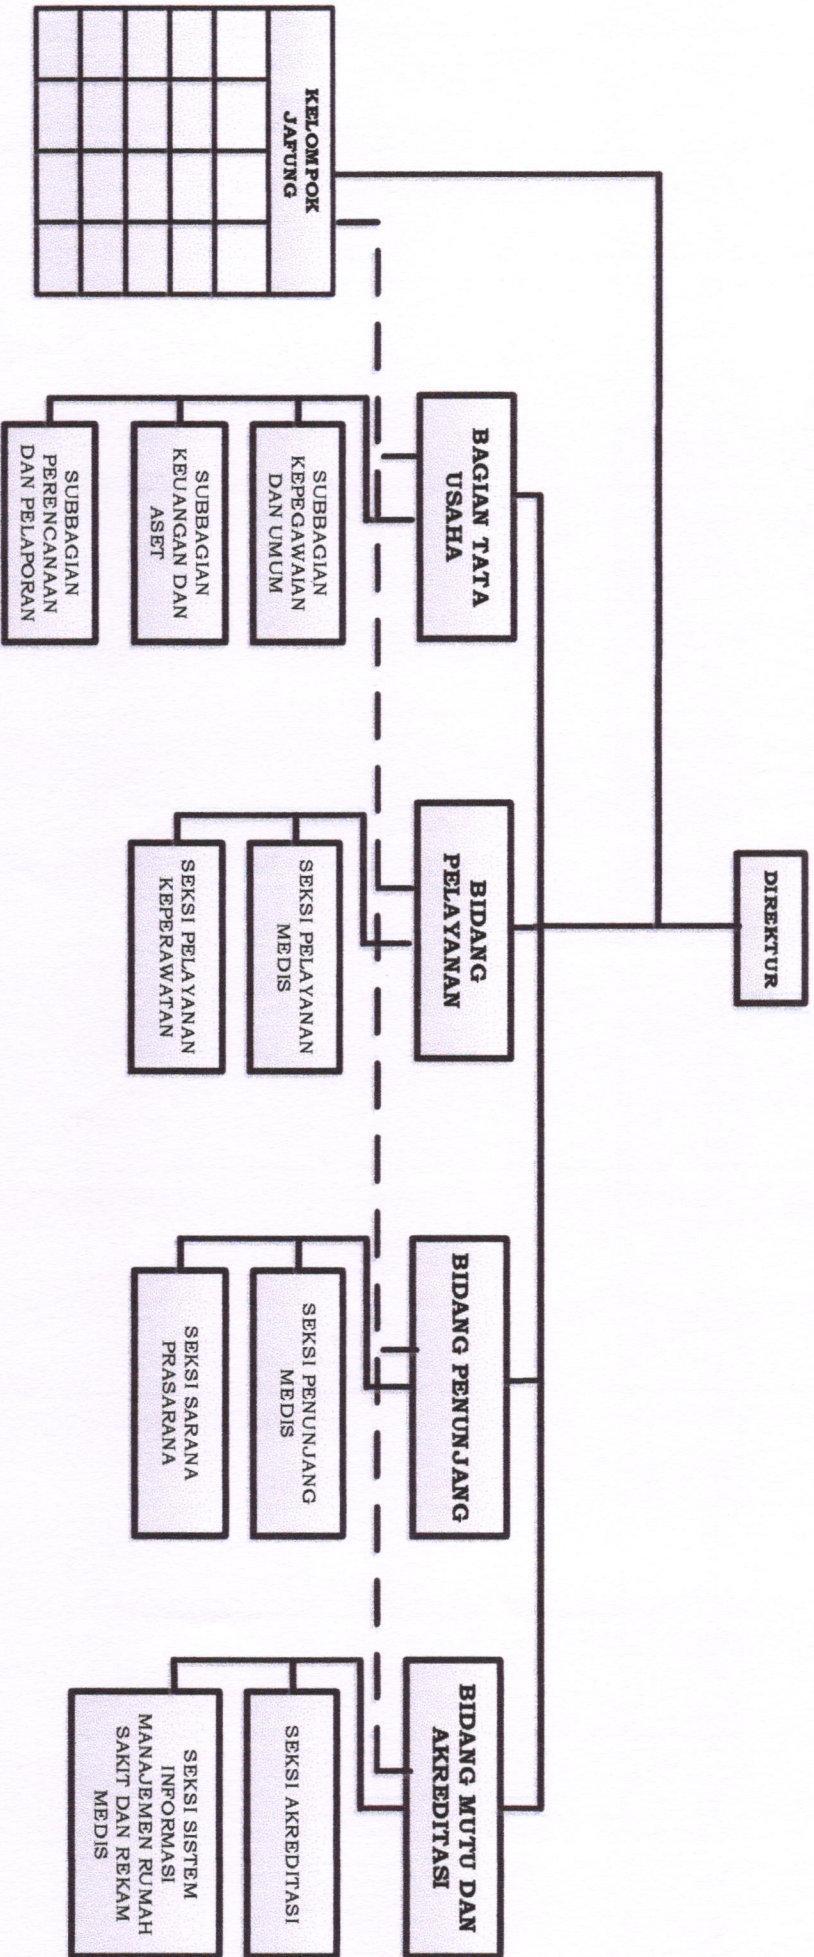 DIREKTUR
KELOMPOK
JAFUNG
BAGIAN TATA
USAHA
SUBBAGIAN
KEPEGAWAIAN
DAN UMUM
SUBBAGIAN
KEUANGAN DAN
ASET
SUBBAGIAN
PERENCANAAN
DAN PELAPORAN
BIDANG
PELAYANAN
SEKSI PELAYANAN
MEDIS
SEKSI PELAYANAN
KEPERAWATAN
BIDANG PENUNJANG
SEKSI PENUNJANG
MEDIS
SEKSI SARANA
PRASARANA
BIDANG MUTU DAN
AKREDITASI
SEKSI AKREDITASI
SEKSI SISTEM
INFORMASI
MANAJEMEN RUMAH
SAKIT DAN REKAM
MEDIS